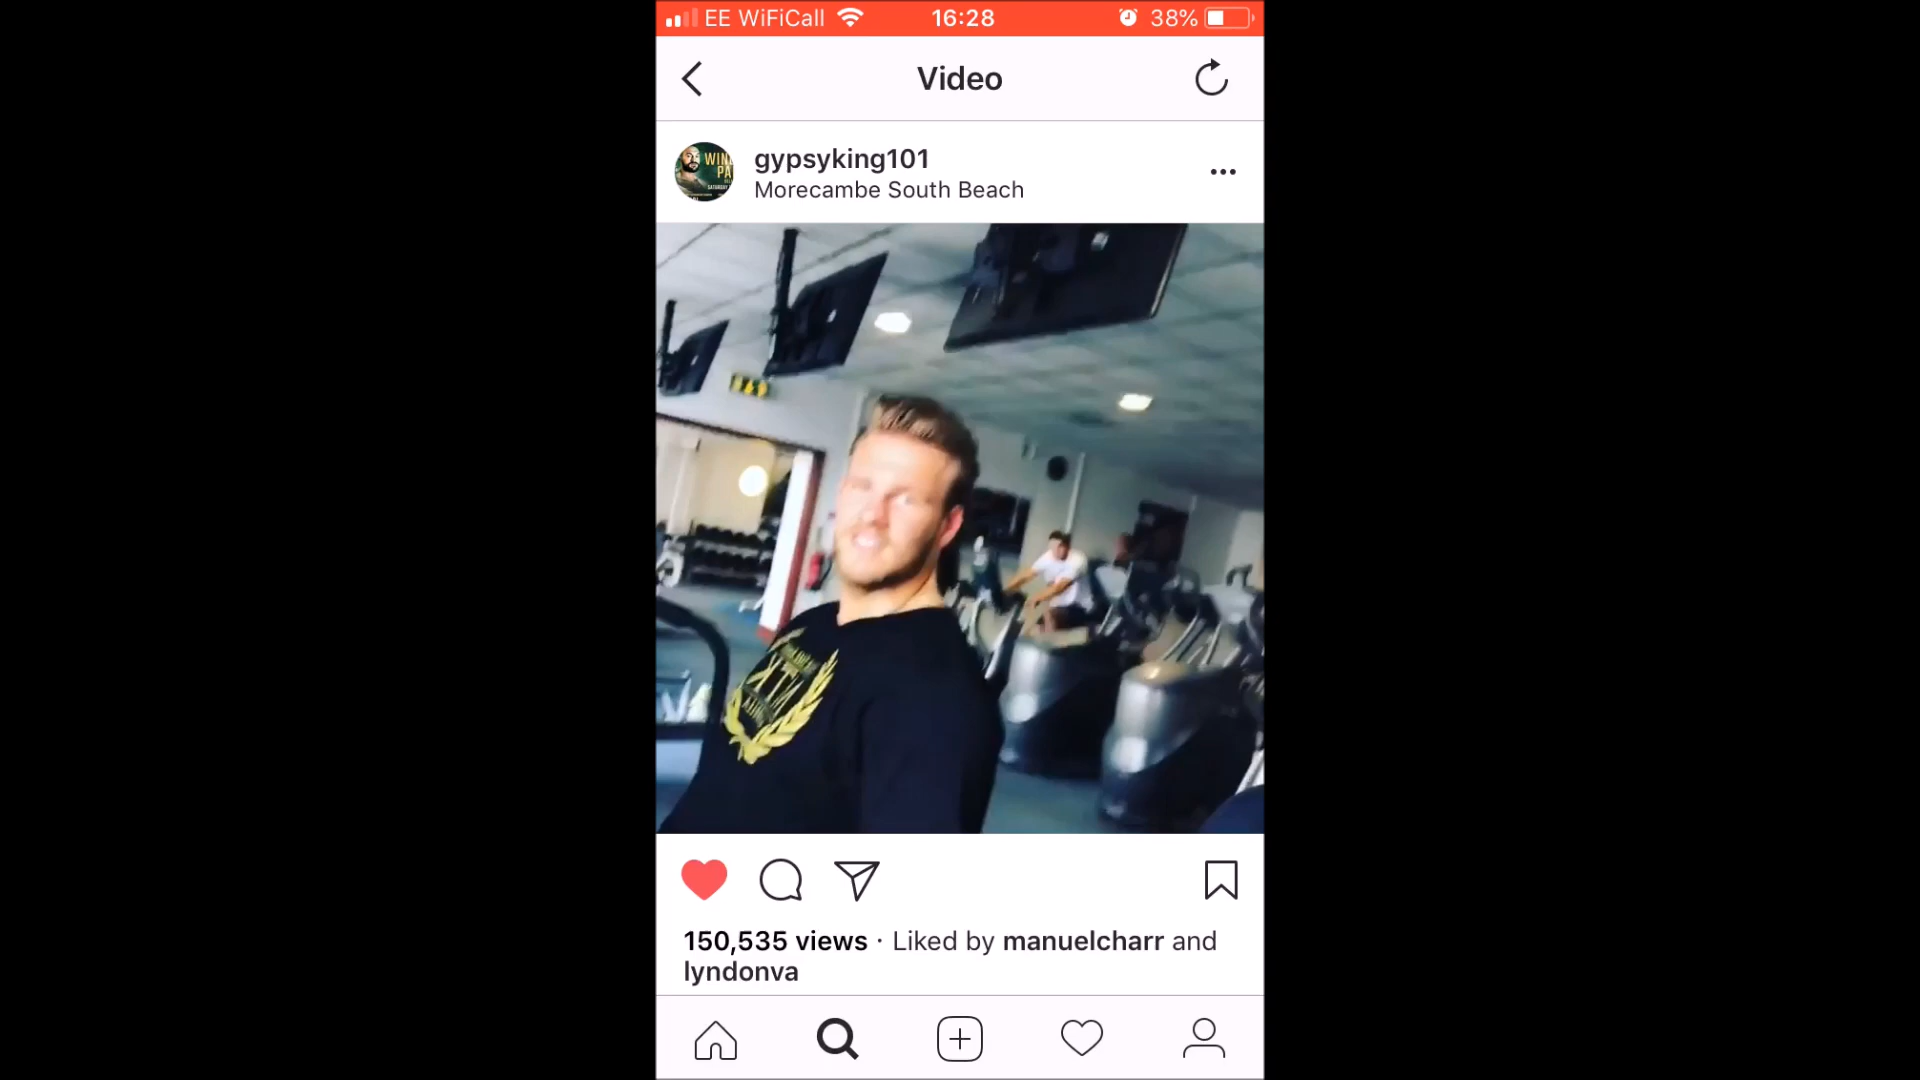 EE WiFiCall 16:28 38%
Video
gypsyking101
Morecambe South Beach
150,535 views · Liked by manuelcharr and
lyndonva